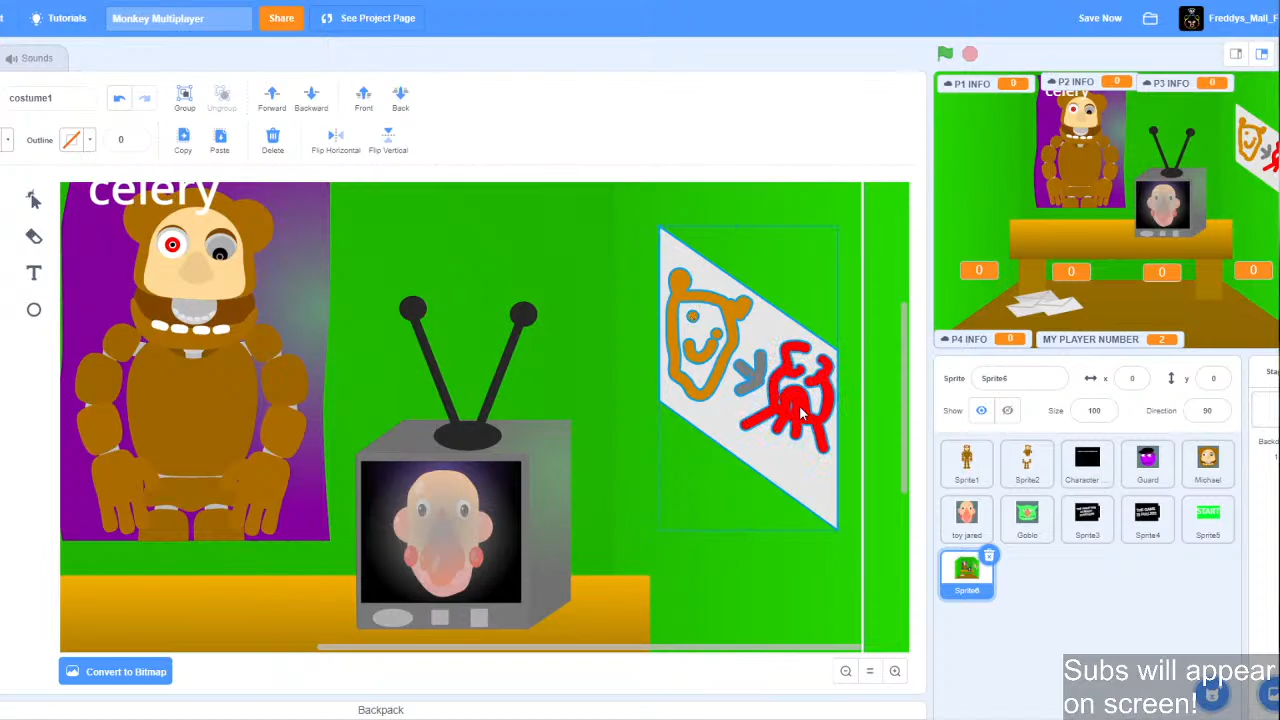 Tutorials
Monkey Multiplayer
Share
See Project Page
Save Now
Freddys_Mall_F
Sounds
costume1
Group
Ungroup
Forward
Backward
Front
Back
Outline
0
Copy
Paste
Delete
Flip Horizontal
Flip Vertical
celery
Convert to Bitmap
Backpack
P1 INFO 0
P2 INFO 0
P3 INFO 0
celery
0
0
0
0
P4 INFO 0
MY PLAYER NUMBER 2
Sprite
Sprite6
x
0
y
0
Show
Size
100
Direction
90
Sprite1
Sprite2
Character ...
Guard
Michael
toy jared
Goblo
Sprite3
Sprite4
START
Sprite5
Sprite6
Subs will appear
on screen!